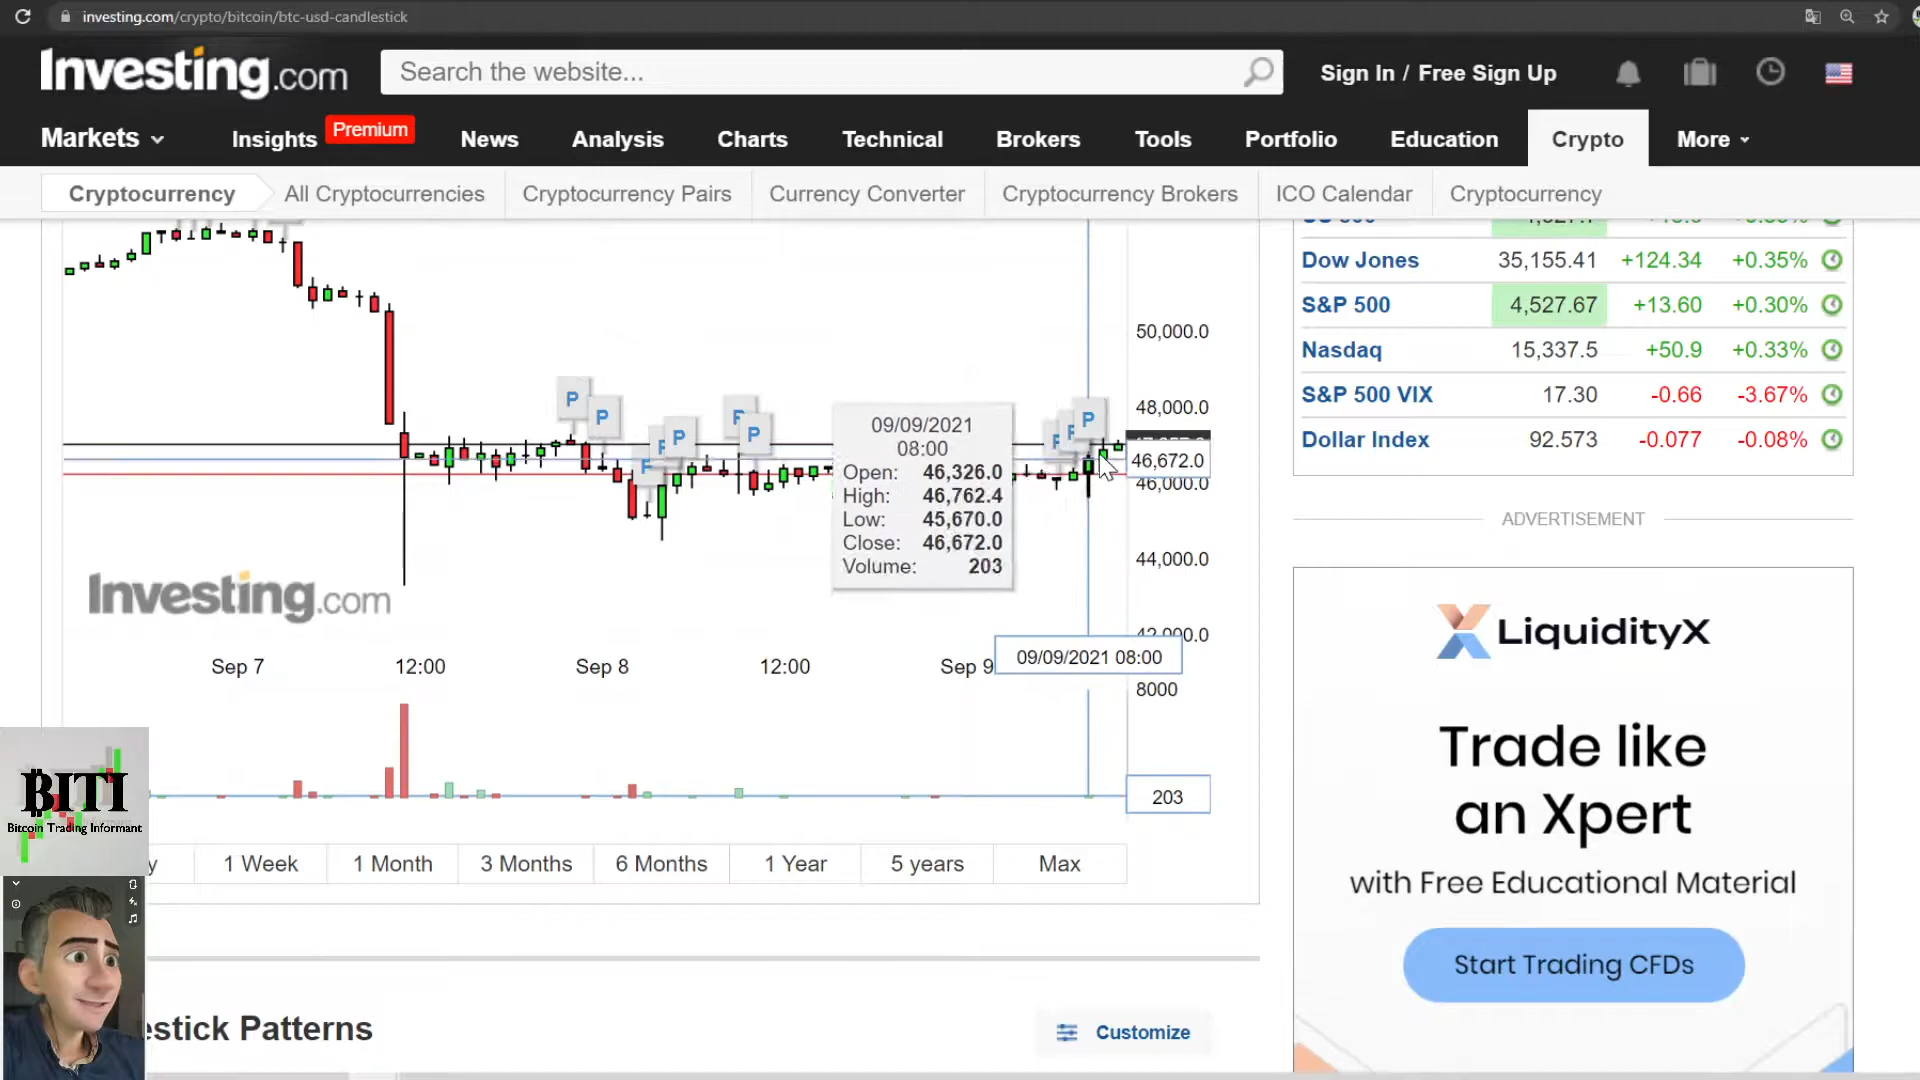 investing.com/crypto/bitcoin/btc-usd-candlestick
Investing.com
Search the website...
Sign In / Free Sign Up
Markets
Insights
Premium
News
Analysis
Charts
Technical
Brokers
Tools
Portfolio
Education
Crypto
More
Cryptocurrency
All Cryptocurrencies
Cryptocurrency Pairs
Currency Converter
Cryptocurrency Brokers
ICO Calendar
Cryptocurrency
Dow Jones 35,155.41 +124.34 +0.35%
S&P 500 4,527.67 +13.60 +0.30%
Nasdaq 15,337.5 +50.9 +0.33%
S&P 500 VIX 17.30 -0.66 -3.67%
Dollar Index 92.573 -0.077 -0.08%
50,000.0
48,000.0
46,672.0
46,000.0
44,000.0
42,000.0
P
P
P
P
P
P
P
P
P
P
09/09/2021
08:00
Open: 46,326.0
High: 46,762.4
Low: 45,670.0
Close: 46,672.0
Volume: 203
Investing.com
Sep 7
12:00
Sep 8
12:00
Sep 9
09/09/2021 08:00
8000
203
BITI
Bitcoin Trading Informant
y
1 Week
1 Month
3 Months
6 Months
1 Year
5 years
Max
estick Patterns
Customize
ADVERTISEMENT
LiquidityX
Trade like
an Xpert
with Free Educational Material
Start Trading CFDs